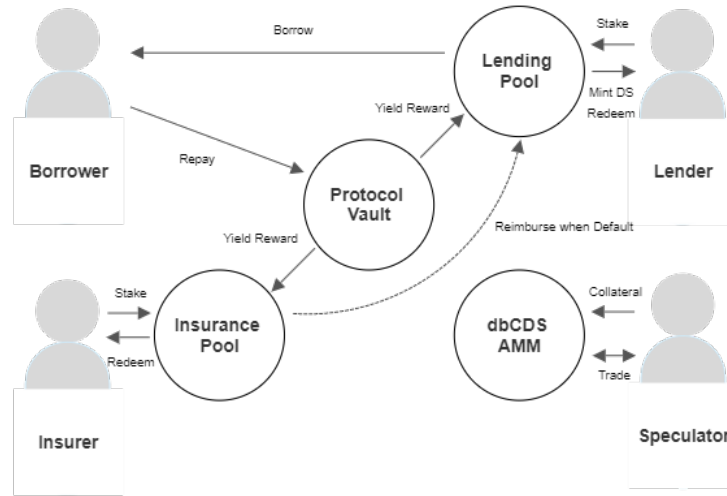 Borrow
Stake
Lending
Pool
Mint DS
Redeem
Yield Reward
Borrower
Repay
Lender
Protocol
Vault
Reimburse when Default
Yield Reward
Stake
Insurance
Pool
Redeem
dbCDS
AMM
Collateral
Trade
Insurer
Speculator